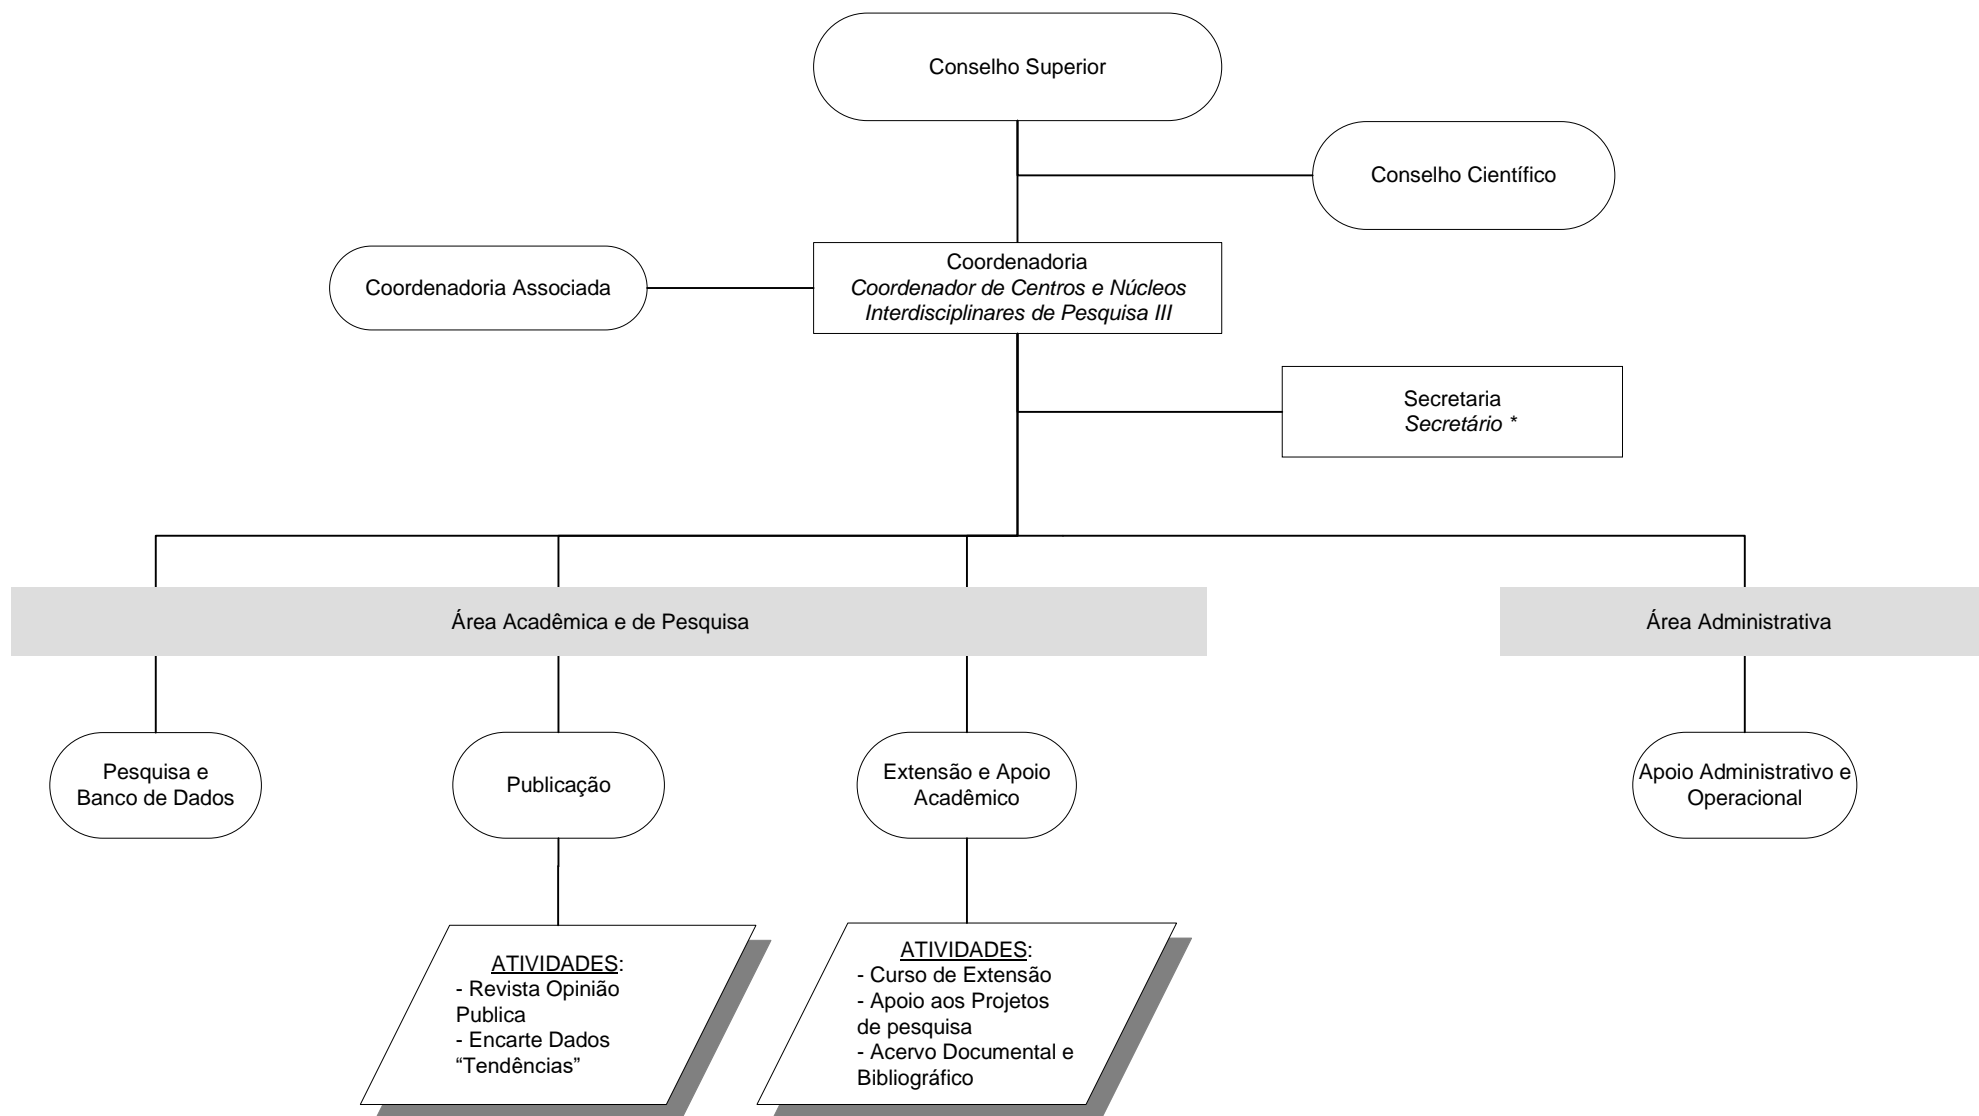 Conselho Superior
Conselho Científico
Coordenadoria Associada
Coordenadoria
Coordenador de Centros e Núcleos
Interdisciplinares de Pesquisa III
Secretaria
Secretário *
Área Acadêmica e de Pesquisa
Área Administrativa
Pesquisa e
Banco de Dados
Publicação
Extensão e Apoio
Acadêmico
Apoio Administrativo e
Operacional
ATIVIDADES:
- Revista Opinião
Publica
- Encarte Dados
“Tendências”
ATIVIDADES:
- Curso de Extensão
- Apoio aos Projetos
de pesquisa
- Acervo Documental e
Bibliográfico